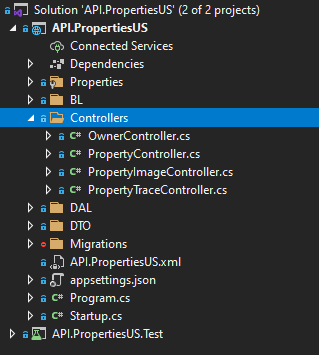 Solution 'API.PropertiesUS' (2 of 2 projects)
API.PropertiesUS
Connected Services
Dependencies
Properties
BL
Controllers
C# OwnerController.cs
C# PropertyController.cs
C# PropertyImageController.cs
C# PropertyTraceController.cs
DAL
DTO
Migrations
API.PropertiesUS.xml
appsettings.json
C# Program.cs
C# Startup.cs
API.PropertiesUS.Test